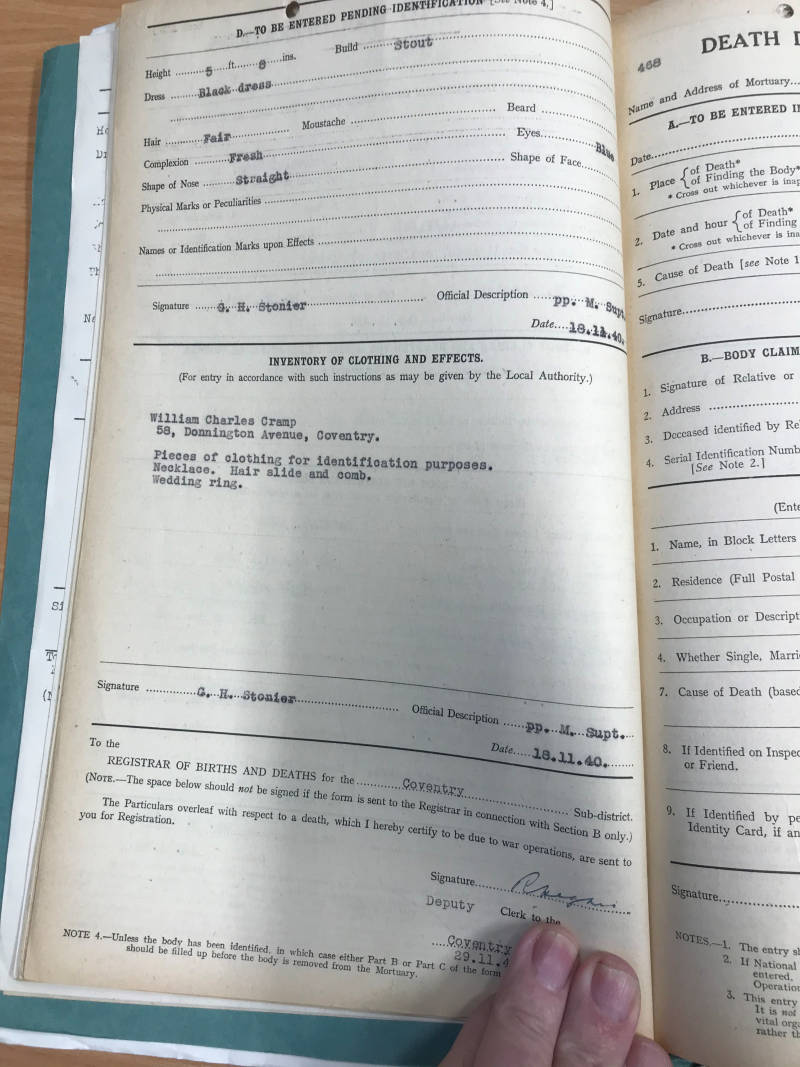 D.—TO BE ENTERED PENDING IDENTIFICATION [See Note 4.]
Height 5 ft. 6 ins. Build Stout
Dress Black dress
Hair Fair Moustache Beard
Complexion Fresh Eyes Blue
Shape of Nose Straight Shape of Face
Physical Marks or Peculiarities
Names or Identification Marks upon Effects
Signature G. H. Stonier Official Description pp. M. Supt.
Date 18.11.40.
INVENTORY OF CLOTHING AND EFFECTS.
(For entry in accordance with such instructions as may be given by the Local Authority.)
William Charles Cramp
58, Donnington Avenue, Coventry.
Pieces of clothing for identification purposes.
Necklace. Hair slide and comb.
Wedding ring.
Signature G. H. Stonier Official Description pp. M. Supt.
Date 18.11.40.
To the
REGISTRAR OF BIRTHS AND DEATHS for the Coventry Sub-district.
(NOTE.—The space below should not be signed if the form is sent to the Registrar in connection with Section B only.)
The Particulars overleaf with respect to a death, which I hereby certify to be due to war operations, are sent to
you for Registration.
Signature
Deputy Clerk to the
Coventry
29.11.4
NOTE 4.—Unless the body has been identified, in which case either Part B or Part C of the form
should be filled up before the body is removed from the Mortuary.
468
DEATH D
Name and Address of Mortuary
A.—TO BE ENTERED I
Date
1. Place { of Death*
of Finding the Body*
* Cross out whichever is inap
2. Date and hour { of Death*
of Finding
* Cross out whichever is ina
5. Cause of Death [see Note 1
Signature
B.—BODY CLAIM
1. Signature of Relative or
2. Address
3. Deceased identified by Rel
4. Serial Identification Numb
[See Note 2.]
(Ente
1. Name, in Block Letters
2. Residence (Full Postal
3. Occupation or Descript
4. Whether Single, Marri
7. Cause of Death (based
8. If Identified on Inspec
or Friend.
9. If Identified by pe
Identity Card, if an
Signature
NOTES.—1. The entry sh
2. If National
entered.
Operation
3. This entry
It is not
vital orga
rather th